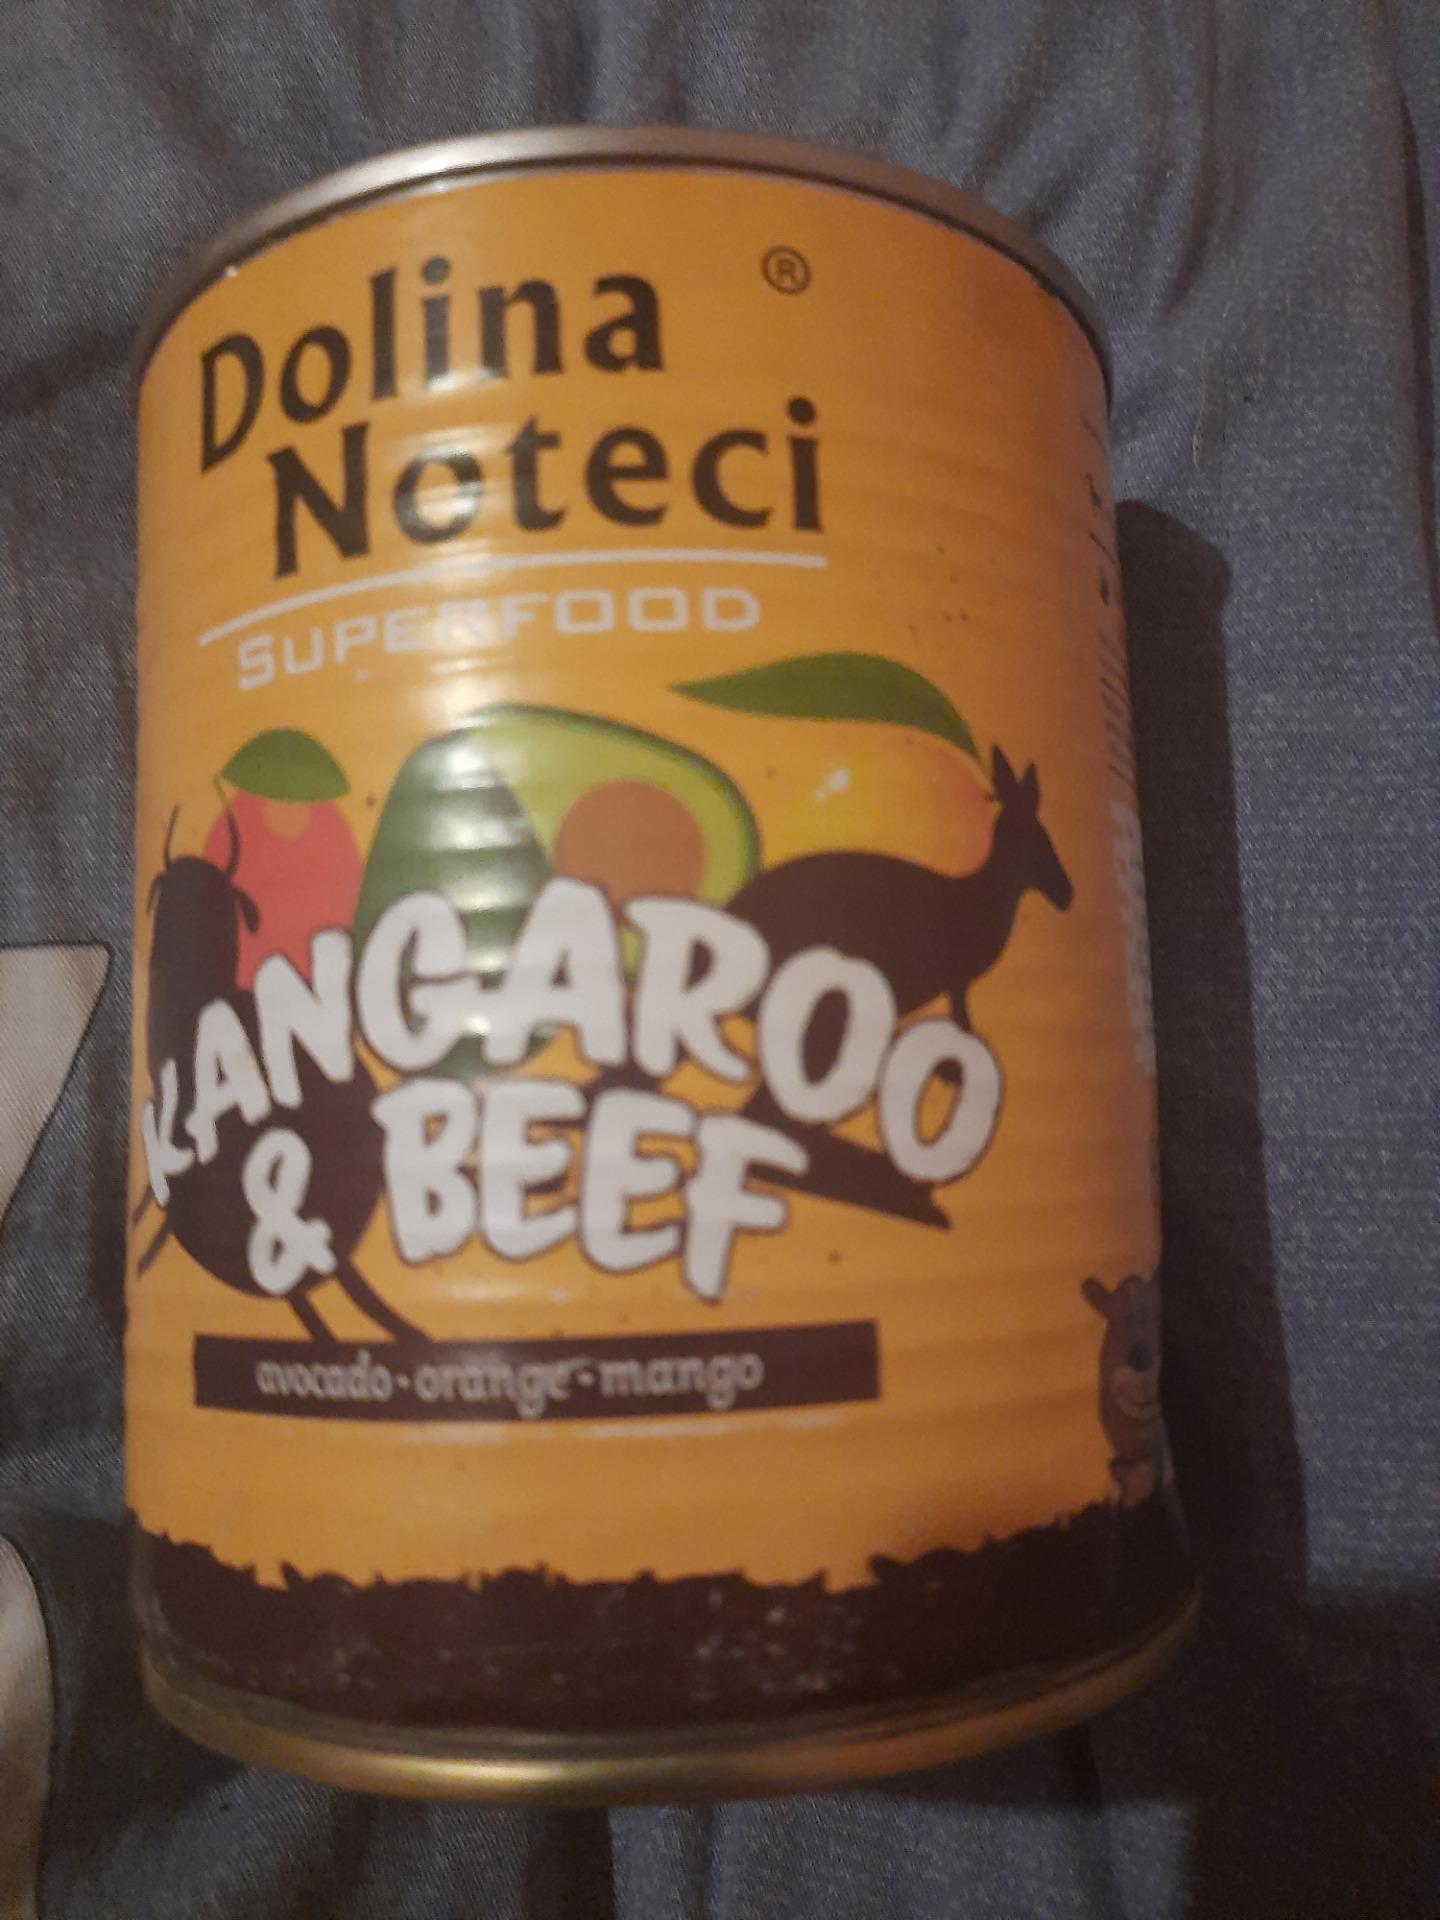 Dolina ®
Noteci
SUPERFOOD
KANGAROO
& BEEF
avocado · orange · mango